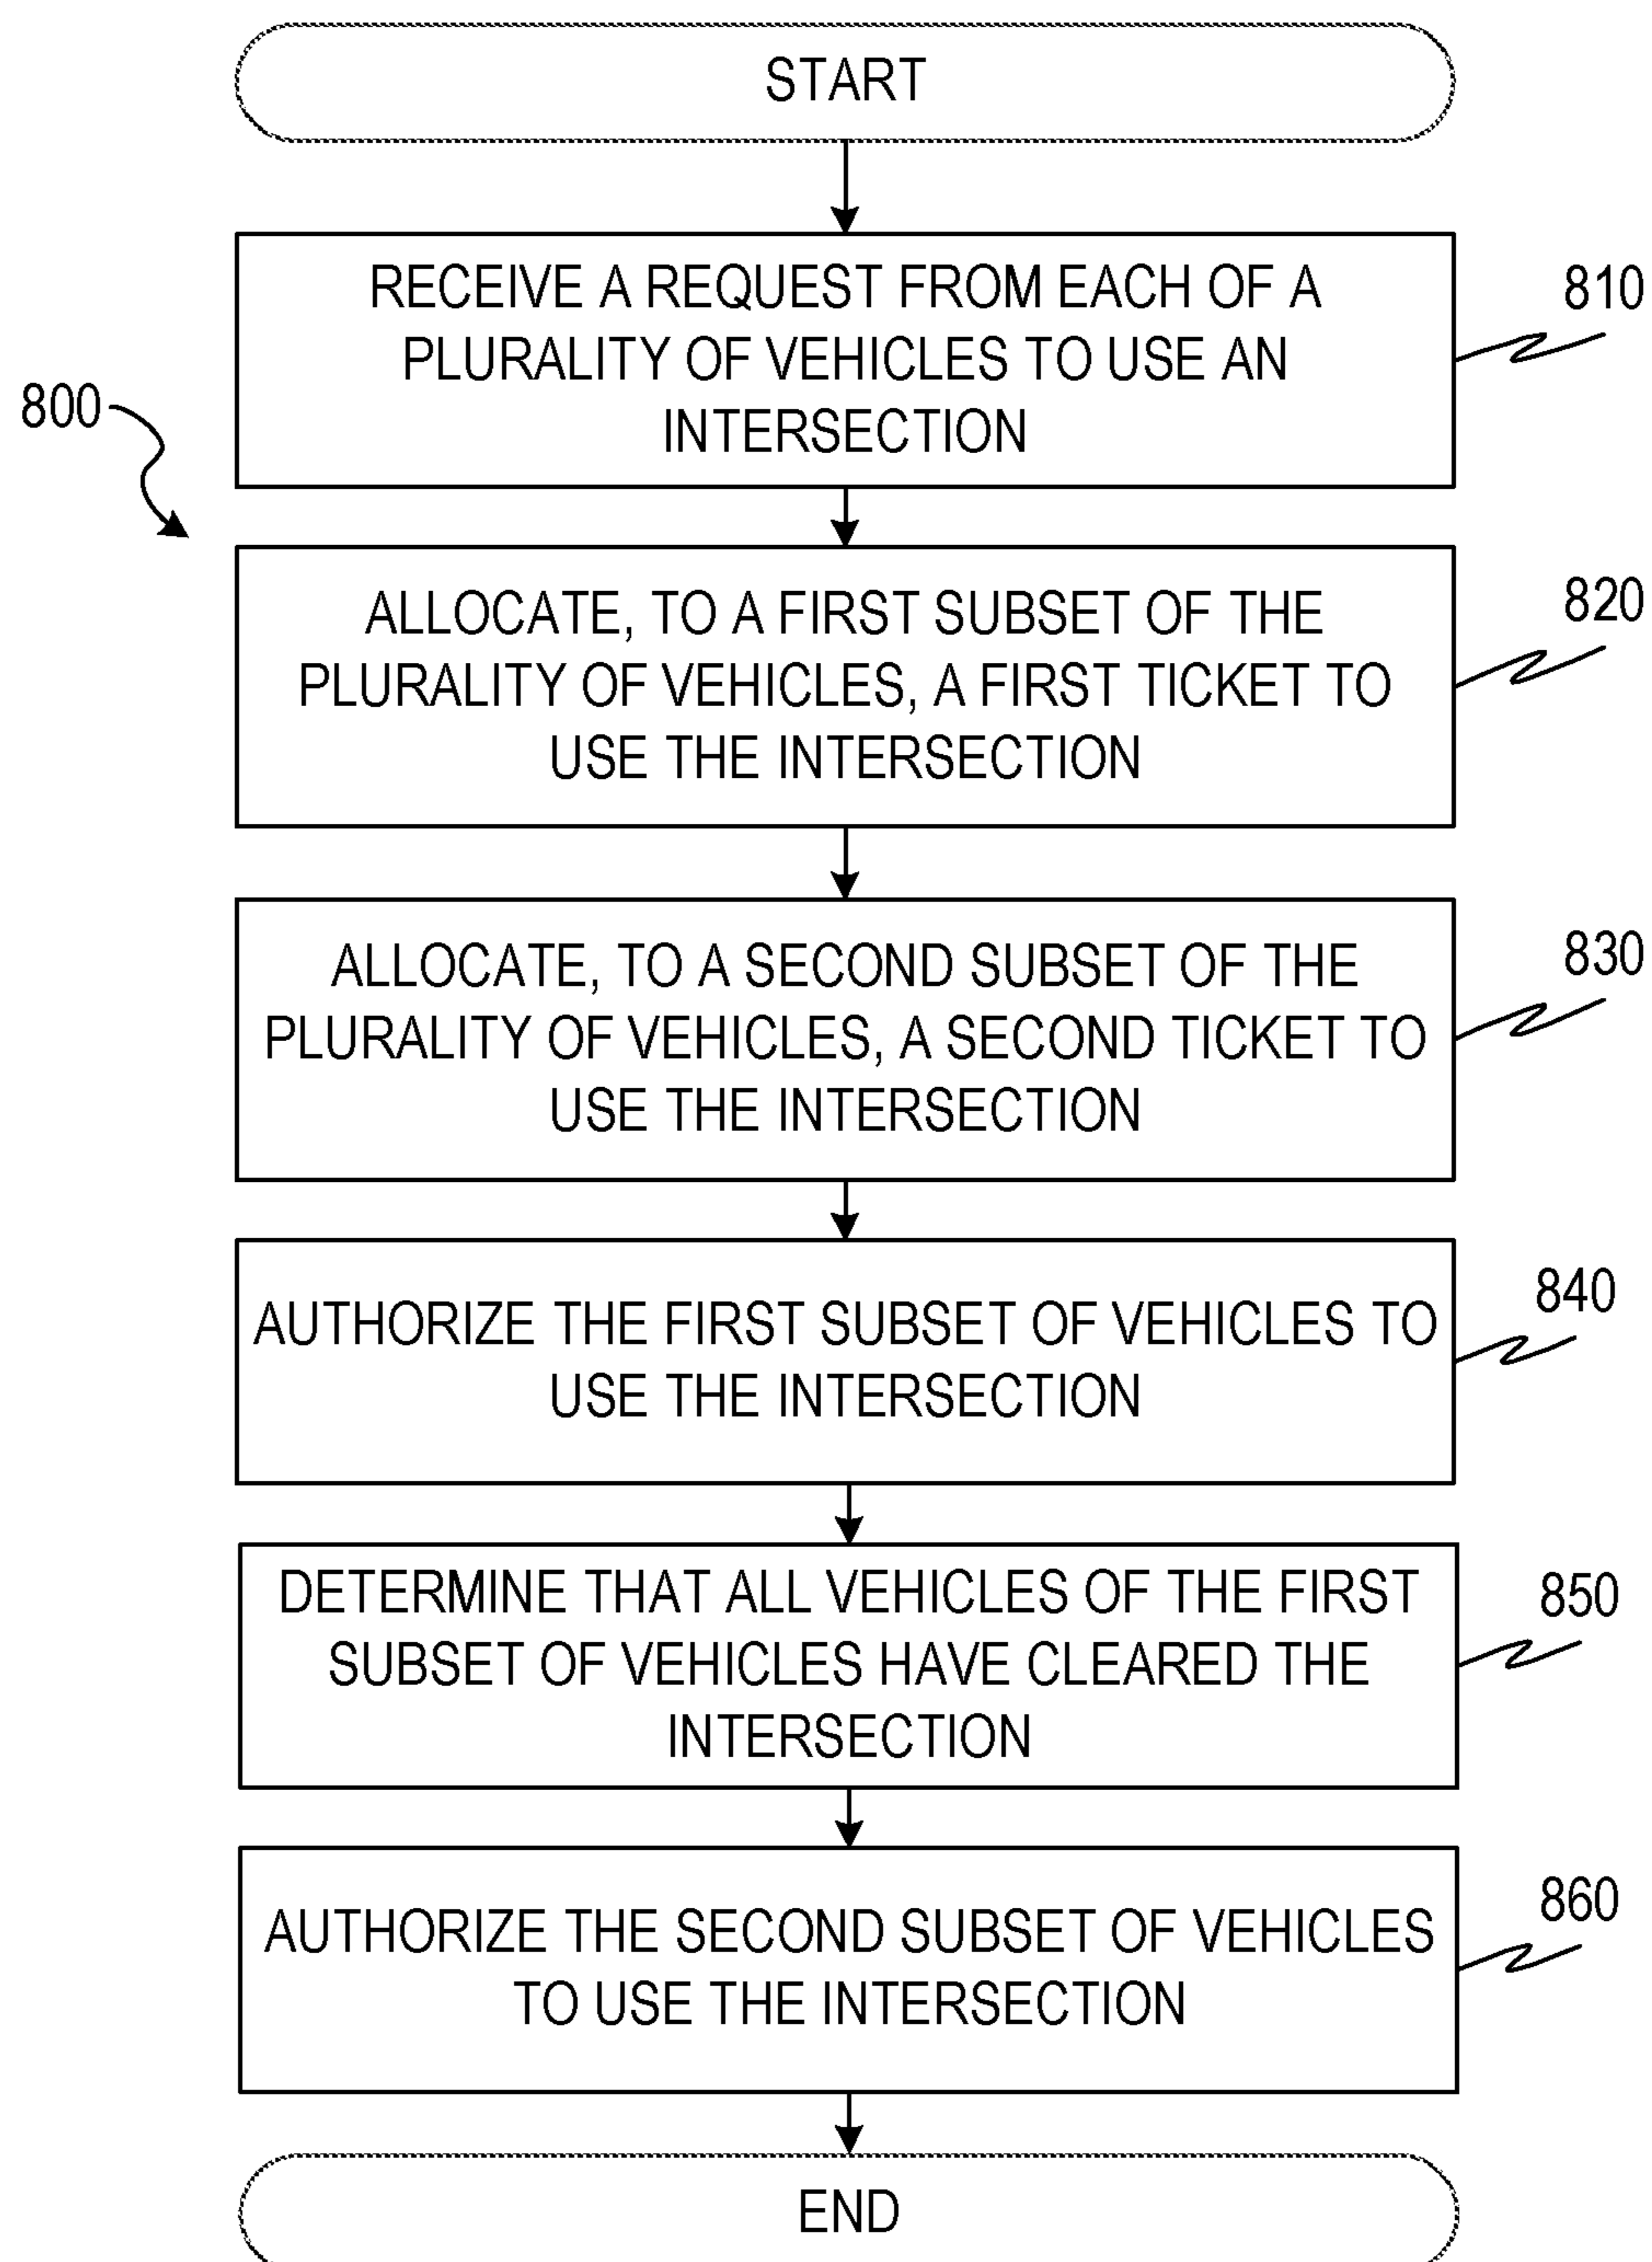 START
RECEIVE A REQUEST FROM EACH OF A
PLURALITY OF VEHICLES TO USE AN
INTERSECTION
810
800
ALLOCATE, TO A FIRST SUBSET OF THE
PLURALITY OF VEHICLES, A FIRST TICKET TO
USE THE INTERSECTION
820
ALLOCATE, TO A SECOND SUBSET OF THE
PLURALITY OF VEHICLES, A SECOND TICKET TO
USE THE INTERSECTION
830
AUTHORIZE THE FIRST SUBSET OF VEHICLES TO
USE THE INTERSECTION
840
DETERMINE THAT ALL VEHICLES OF THE FIRST
SUBSET OF VEHICLES HAVE CLEARED THE
INTERSECTION
850
AUTHORIZE THE SECOND SUBSET OF VEHICLES
TO USE THE INTERSECTION
860
END